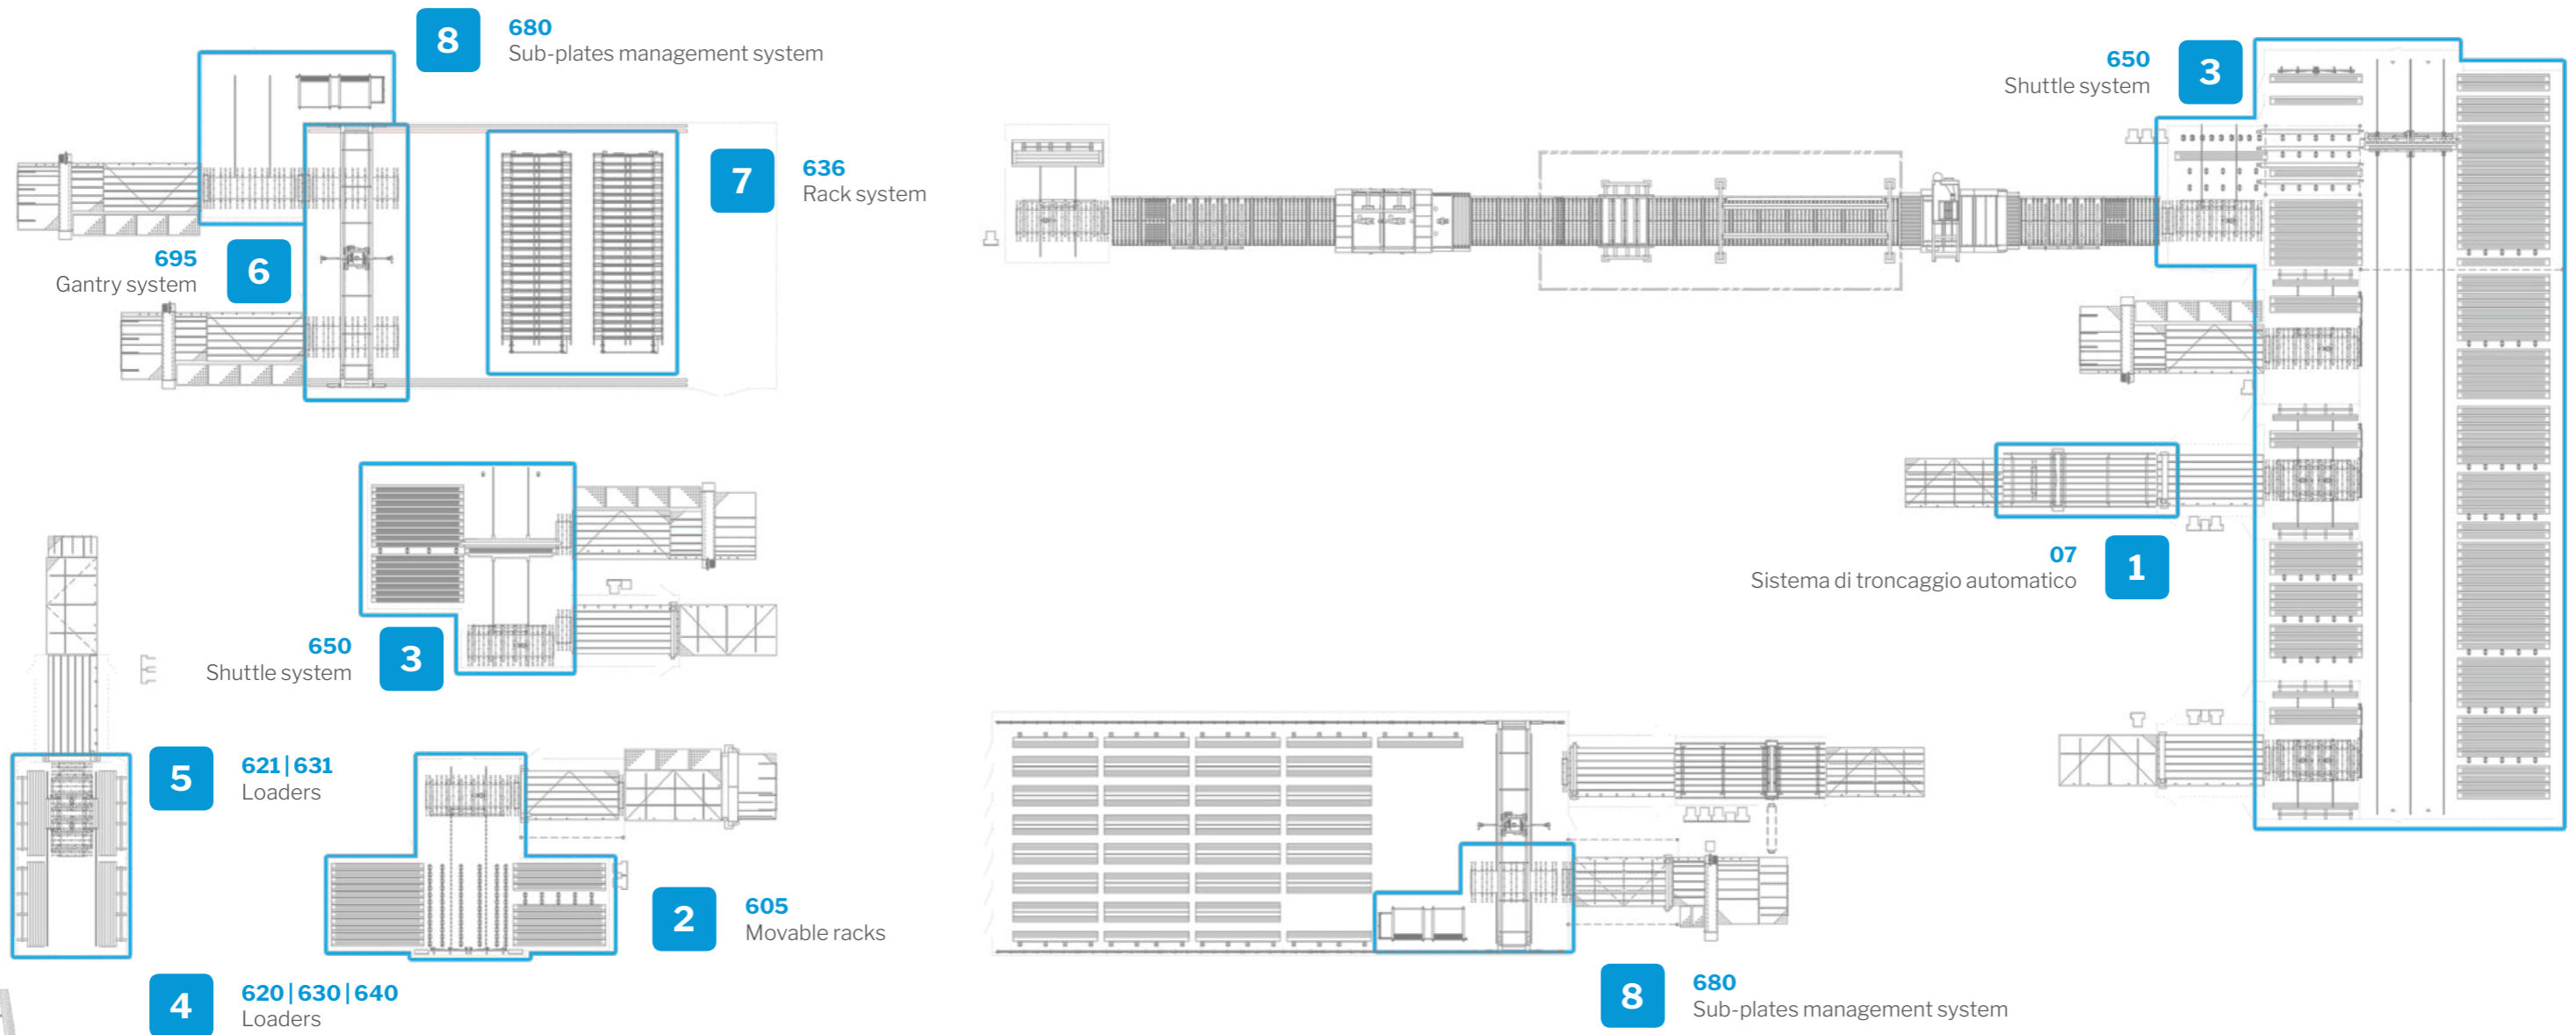 8
680
Sub-plates management system
7
636
Rack system
695
Gantry system
6
650
Shuttle system
3
5
621|631
Loaders
2
605
Movable racks
4
620|630|640
Loaders
650
Shuttle system
3
07
Sistema di troncaggio automatico
1
8
680
Sub-plates management system